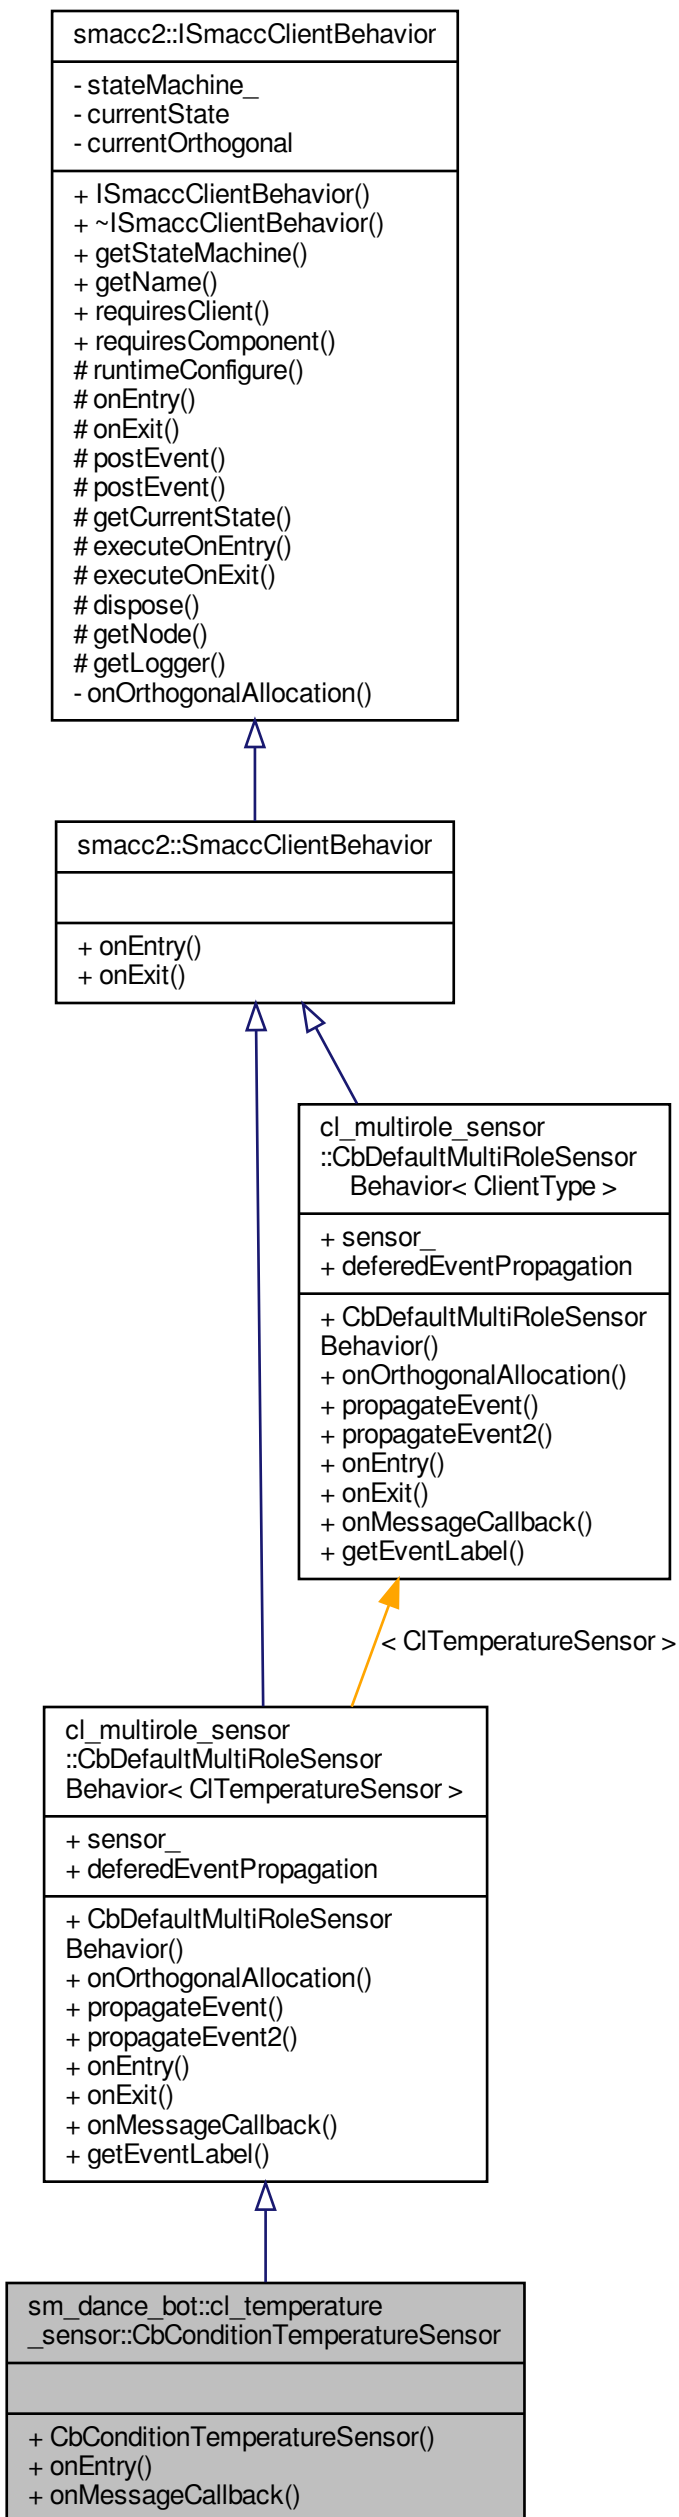 smacc2::ISmaccClientBehavior
- stateMachine_
- currentState
- currentOrthogonal
+ ISmaccClientBehavior()
+ ~ISmaccClientBehavior()
+ getStateMachine()
+ getName()
+ requiresClient()
+ requiresComponent()
# runtimeConfigure()
# onEntry()
# onExit()
# postEvent()
# postEvent()
# getCurrentState()
# executeOnEntry()
# executeOnExit()
# dispose()
# getNode()
# getLogger()
- onOrthogonalAllocation()
smacc2::SmaccClientBehavior
+ onEntry()
+ onExit()
cl_multirole_sensor
::CbDefaultMultiRoleSensor
Behavior< ClientType >
+ sensor_
+ deferedEventPropagation
+ CbDefaultMultiRoleSensor
Behavior()
+ onOrthogonalAllocation()
+ propagateEvent()
+ propagateEvent2()
+ onEntry()
+ onExit()
+ onMessageCallback()
+ getEventLabel()
< ClTemperatureSensor >
cl_multirole_sensor
::CbDefaultMultiRoleSensor
Behavior< ClTemperatureSensor >
+ sensor_
+ deferedEventPropagation
+ CbDefaultMultiRoleSensor
Behavior()
+ onOrthogonalAllocation()
+ propagateEvent()
+ propagateEvent2()
+ onEntry()
+ onExit()
+ onMessageCallback()
+ getEventLabel()
sm_dance_bot::cl_temperature
_sensor::CbConditionTemperatureSensor
+ CbConditionTemperatureSensor()
+ onEntry()
+ onMessageCallback()